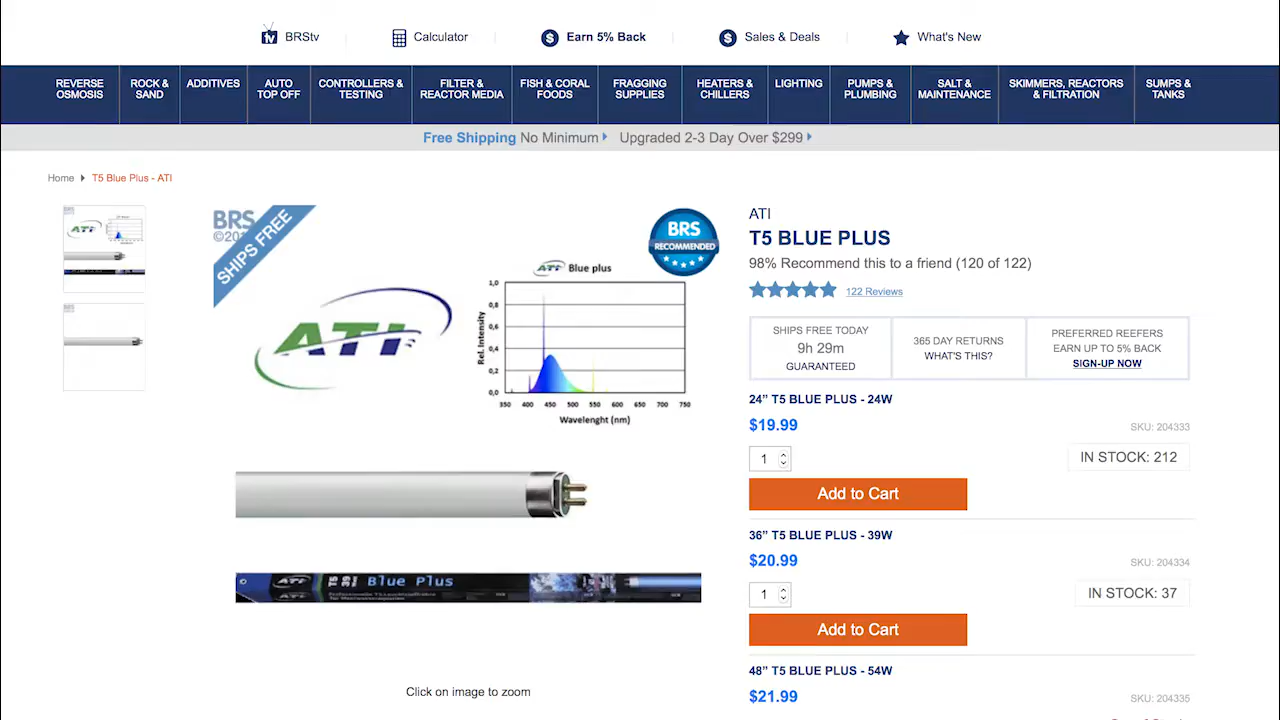 BRStv
Calculator
Earn 5% Back
Sales & Deals
What's New
REVERSE
OSMOSIS
ROCK &
SAND
ADDITIVES
AUTO
TOP OFF
CONTROLLERS &
TESTING
FILTER &
REACTOR MEDIA
FISH & CORAL
FOODS
FRAGGING
SUPPLIES
HEATERS &
CHILLERS
LIGHTING
PUMPS &
PLUMBING
SALT &
MAINTENANCE
SKIMMERS, REACTORS
& FILTRATION
SUMPS &
TANKS
Free Shipping No Minimum Upgraded 2-3 Day Over $299
Home T5 Blue Plus - ATI
BRS
SHIPS FREE
BRS
RECOMMENDED
ATI
ATI Blue plus
1,0
0,8
0,6
0,4
0,2
0,0
Rel. Intensity
350 400 450 500 550 600 650 700 750
Wavelenght (nm)
ATI T5 39 Blue Plus
Click on image to zoom
ATI
T5 BLUE PLUS
98% Recommend this to a friend (120 of 122)
122 Reviews
SHIPS FREE TODAY
9h 29m
GUARANTEED
365 DAY RETURNS
WHAT'S THIS?
PREFERRED REEFERS
EARN UP TO 5% BACK
SIGN-UP NOW
24” T5 BLUE PLUS - 24W
$19.99
SKU: 204333
1
IN STOCK: 212
Add to Cart
36” T5 BLUE PLUS - 39W
$20.99
SKU: 204334
1
IN STOCK: 37
Add to Cart
48” T5 BLUE PLUS - 54W
$21.99
SKU: 204335